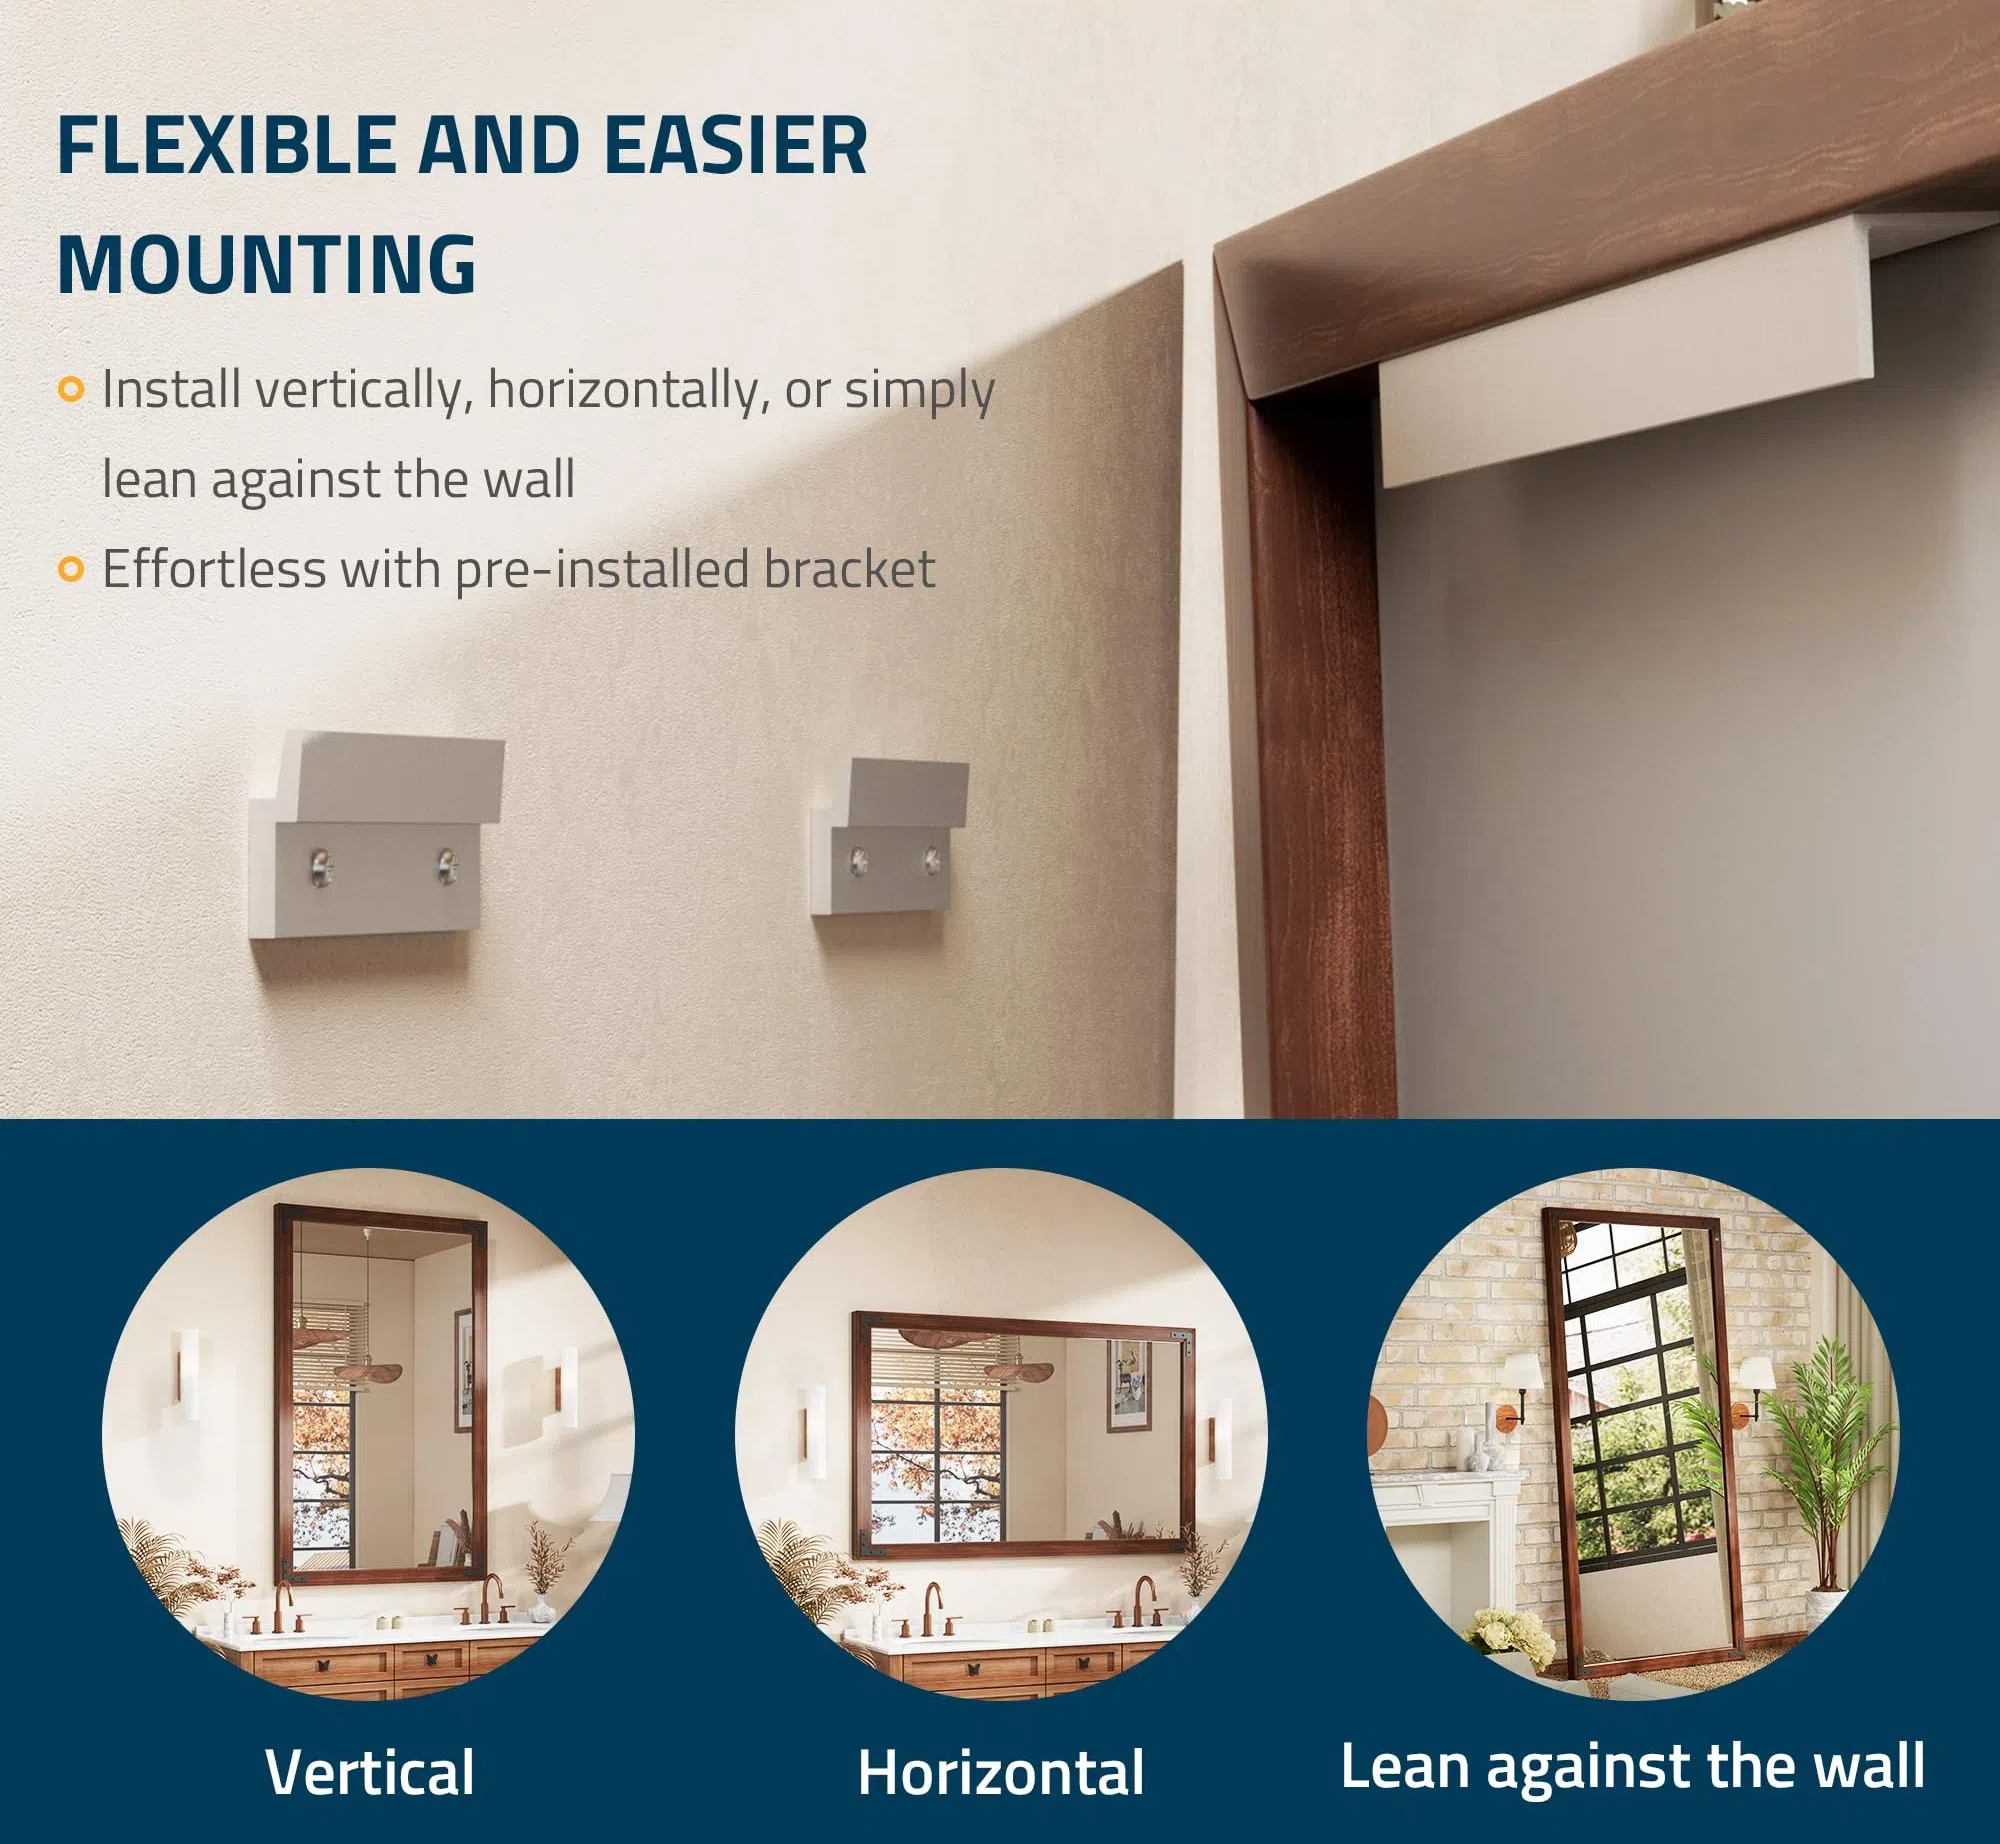 FLEXIBLE AND EASIER
MOUNTING
Install vertically, horizontally, or simply
lean against the wall
Effortless with pre-installed bracket
Vertical
Horizontal
Lean against the wall